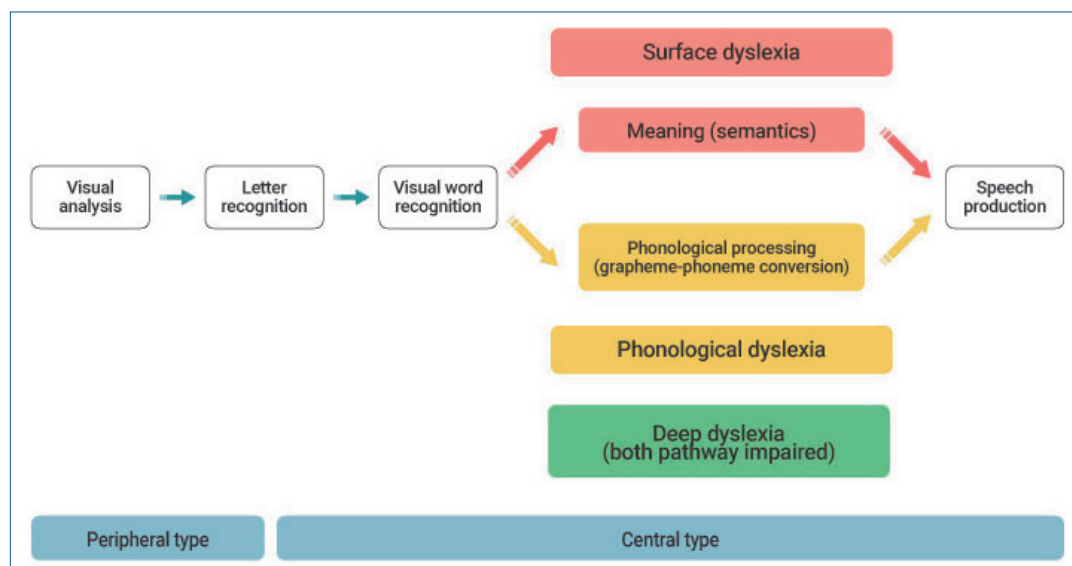 Surface dyslexia
Meaning (semantics)
Visual
analysis
Letter
recognition
Visual word
recognition
Speech
production
Phonological processing
(grapheme-phoneme conversion)
Phonological dyslexia
Deep dyslexia
(both pathway impaired)
Peripheral type
Central type